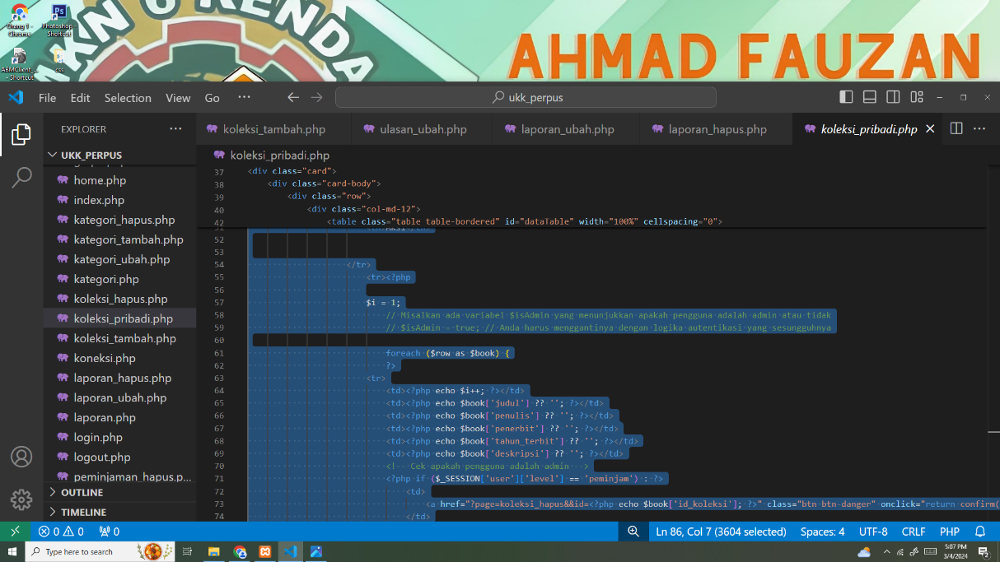 AHMAD FAUZAN
Orang 1 -
Chrome
Photoshop -
Shortcut
- Shortcut
css
File Edit Selection View Go ···
ukk_perpus
EXPLORER ···
koleksi_tambah.php
ulasan_ubah.php
laporan_ubah.php
laporan_hapus.php
koleksi_pribadi.php
UKK_PERPUS
home.php
index.php
kategori_hapus.php
kategori_tambah.php
kategori_ubah.php
kategori.php
koleksi_hapus.php
koleksi_pribadi.php
koleksi_tambah.php
koneksi.php
laporan_hapus.php
laporan_ubah.php
laporan.php
login.php
logout.php
peminjaman_hapus.p...
OUTLINE
TIMELINE
koleksi_pribadi.php
37 <div class="card">
38 <div class="card-body">
39 <div class="row">
40 <div class="col-md-12">
42 <table class="table table-bordered" id="dataTable" width="100%" cellspacing="0">
52
53
54 </tr>
55 <tr><?php
56
57 $i = 1;
58 // Misalkan ada variabel $isAdmin yang menunjukkan apakah pengguna adalah admin atau tidak
59 // $isAdmin = true; // Anda harus menggantinya dengan logika autentikasi yang sesungguhnya
60
61 foreach ($row as $book) {
62 ?>
63 <tr>
64 <td><?php echo $i++; ?></td>
65 <td><?php echo $book['judul'] ?? ''; ?></td>
66 <td><?php echo $book['penulis'] ?? ''; ?></td>
67 <td><?php echo $book['penerbit'] ?? ''; ?></td>
68 <td><?php echo $book['tahun_terbit'] ?? ''; ?></td>
69 <td><?php echo $book['deskripsi'] ?? ''; ?></td>
70 <!-- Cek apakah pengguna adalah admin -->
71 <?php if ($_SESSION['user']['level'] == 'peminjam') : ?>
72 <td>
73 <a href="?page=koleksi_hapus&&id=<?php echo $book['id_koleksi']; ?>" class="btn btn-danger" onclick="return confirm(
74 </td>
0 0 0
Ln 86, Col 7 (3604 selected) Spaces: 4 UTF-8 CRLF PHP
Type here to search
5:07 PM
3/4/2024
2